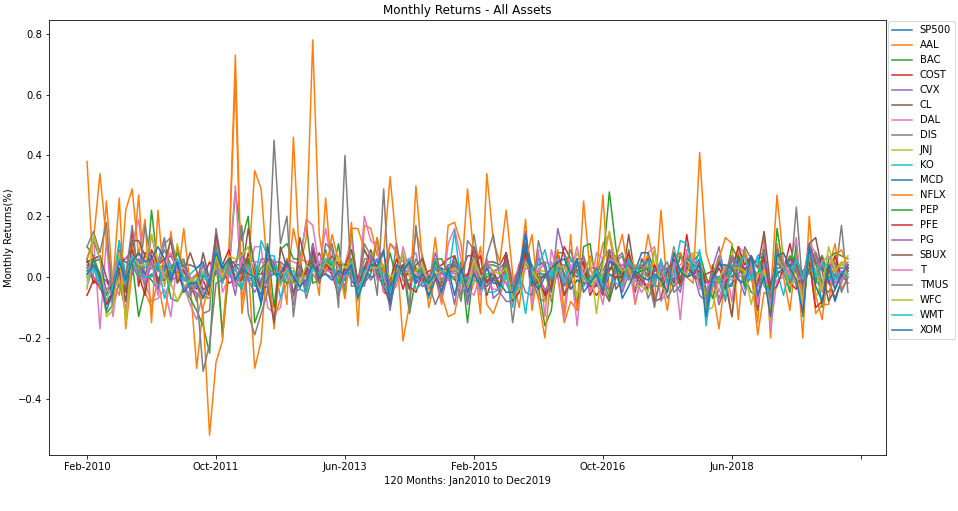 Monthly Returns - All Assets
Monthly Returns(%)
0.8
0.6
0.4
0.2
0.0
−0.2
−0.4
Feb-2010
Oct-2011
Jun-2013
Feb-2015
Oct-2016
Jun-2018
120 Months: Jan2010 to Dec2019
SP500
AAL
BAC
COST
CVX
CL
DAL
DIS
JNJ
KO
MCD
NFLX
PEP
PFE
PG
SBUX
T
TMUS
WFC
WMT
XOM